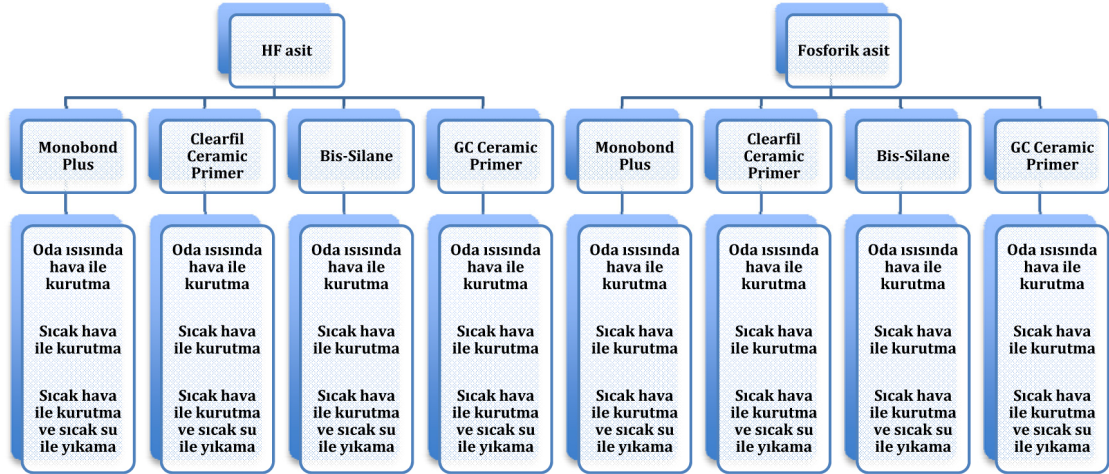 HF asit
Fosforik asit
Monobond
Plus
Clearfil
Ceramic
Primer
Bis-Silane
GC Ceramic
Primer
Monobond
Plus
Clearfil
Ceramic
Primer
Bis-Silane
GC Ceramic
Primer
Oda ısısında
hava ile
kurutma
Sıcak hava
ile kurutma
Sıcak hava
ile kurutma
ve sıcak su
ile yıkama
Oda ısısında
hava ile
kurutma
Sıcak hava
ile kurutma
Sıcak hava
ile kurutma
ve sıcak su
ile yıkama
Oda ısısında
hava ile
kurutma
Sıcak hava
ile kurutma
Sıcak hava
ile kurutma
ve sıcak su
ile yıkama
Oda ısısında
hava ile
kurutma
Sıcak hava
ile kurutma
Sıcak hava
ile kurutma
ve sıcak su
ile yıkama
Oda ısısında
hava ile
kurutma
Sıcak hava
ile kurutma
Sıcak hava
ile kurutma
ve sıcak su
ile yıkama
Oda ısısında
hava ile
kurutma
Sıcak hava
ile kurutma
Sıcak hava
ile kurutma
ve sıcak su
ile yıkama
Oda ısısında
hava ile
kurutma
Sıcak hava
ile kurutma
Sıcak hava
ile kurutma
ve sıcak su
ile yıkama
Oda ısısında
hava ile
kurutma
Sıcak hava
ile kurutma
Sıcak hava
ile kurutma
ve sıcak su
ile yıkama